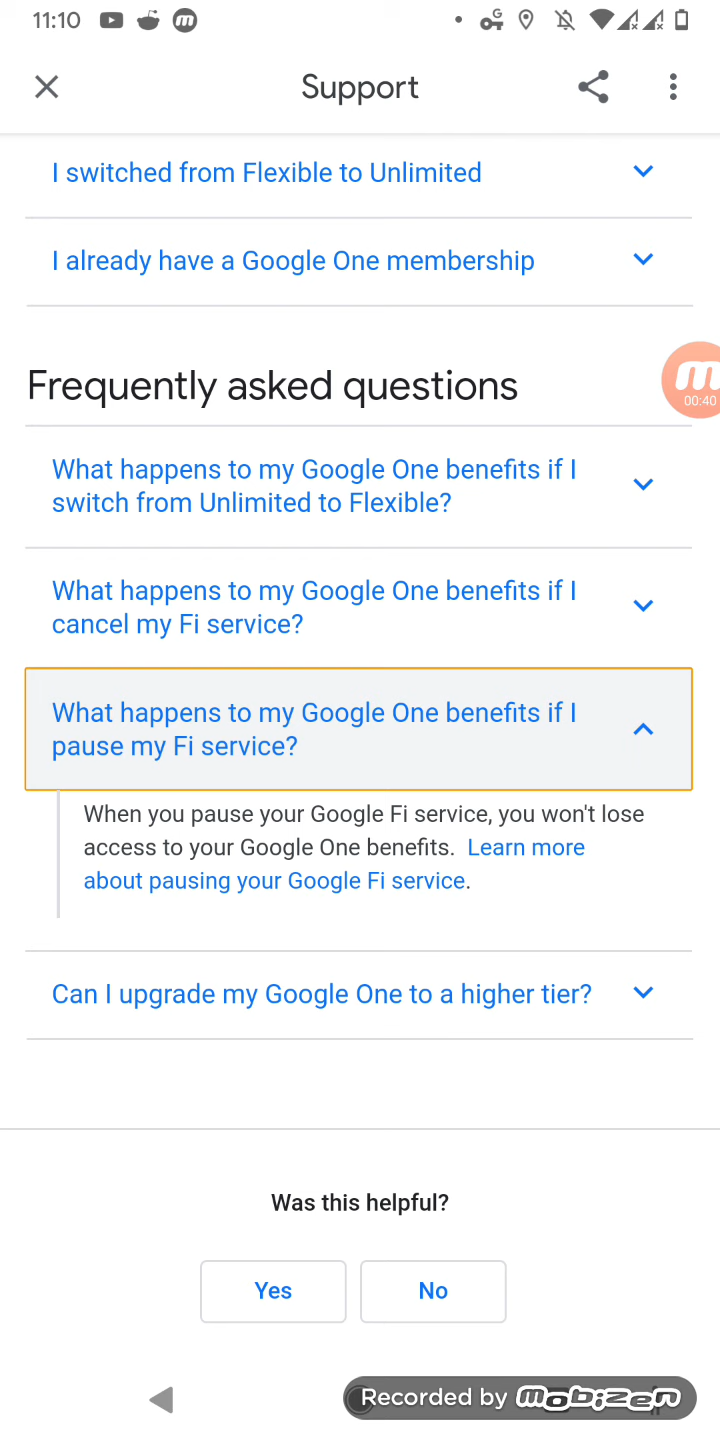 11:10
Support
I switched from Flexible to Unlimited
I already have a Google One membership
Frequently asked questions
00:40
What happens to my Google One benefits if I
switch from Unlimited to Flexible?
What happens to my Google One benefits if I
cancel my Fi service?
What happens to my Google One benefits if I
pause my Fi service?
When you pause your Google Fi service, you won't lose
access to your Google One benefits. Learn more
about pausing your Google Fi service.
Can I upgrade my Google One to a higher tier?
Was this helpful?
Yes
No
Recorded by mobizen